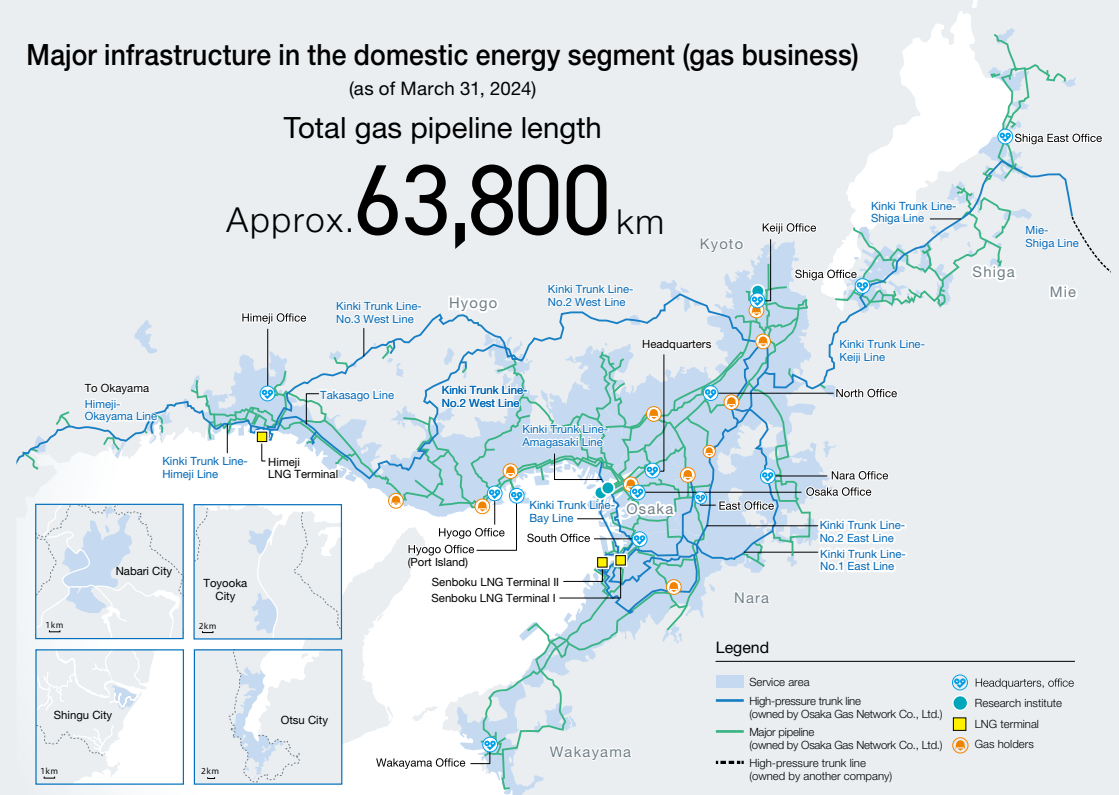 Major infrastructure in the domestic energy segment (gas business)
(as of March 31, 2024)
Total gas pipeline length
Approx. 63,800 km
Shiga East Office
Kinki Trunk Line-
Shiga Line
Mie-
Shiga Line
Keiji Office
Kyoto
Shiga Office
Shiga
Mie
Kinki Trunk Line-
No.2 West Line
Hyogo
Kinki Trunk Line-
No.3 West Line
Himeji Office
Headquarters
Kinki Trunk Line-
Keiji Line
To Okayama
Himeji-
Okayama Line
Takasago Line
Kinki Trunk Line-
No.2 West Line
North Office
Kinki Trunk Line-
Amagasaki Line
Kinki Trunk Line-
Himeji Line
Himeji
LNG Terminal
Nara Office
Osaka Office
East Office
Kinki Trunk Line-
Bay Line
Osaka
Hyogo Office
South Office
Kinki Trunk Line-
No.2 East Line
Hyogo Office
(Port Island)
Kinki Trunk Line-
No.1 East Line
Senboku LNG Terminal II
Senboku LNG Terminal I
Nara
Nabari City
1km
Toyooka
City
2km
Shingu City
1km
Otsu City
2km
Wakayama Office
Wakayama
Legend
Service area
High-pressure trunk line
(owned by Osaka Gas Network Co., Ltd.)
Major pipeline
(owned by Osaka Gas Network Co., Ltd.)
High-pressure trunk line
(owned by another company)
Headquarters, office
Research institute
LNG terminal
Gas holders